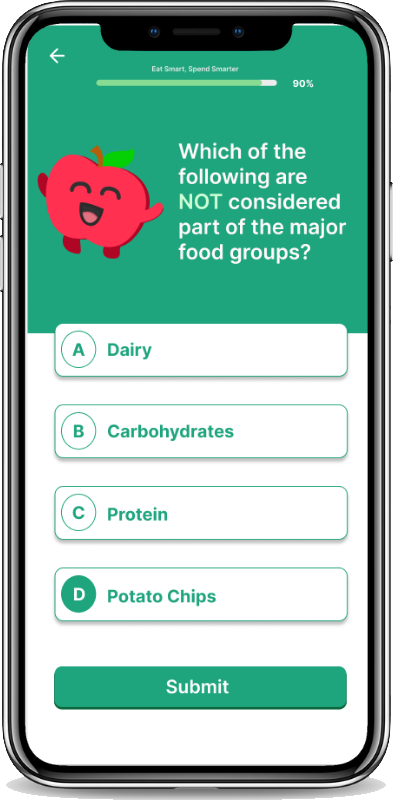 Eat Smart, Spend Smarter
90%
Which of the
following are
NOT considered
part of the major
food groups?
A Dairy
B Carbohydrates
C Protein
D Potato Chips
Submit